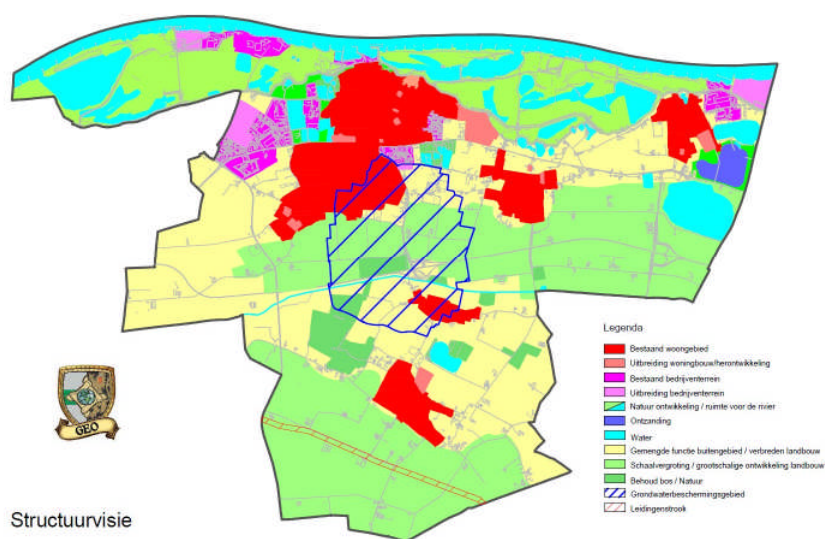 Legenda
Bestaand woongebied
Uitbreiding woningbouw/herontwikkeling
Bestaand bedrijventerrein
Uitbreiding bedrijventerrein
Natuur ontwikkeling / ruimte voor de rivier
Ontzanding
Water
Gemengde functie buitengebied / verbreden landbouw
Schaalvergroting / grootschalige ontwikkeling landbouw
Behoud bos / Natuur
Grondwaterbeschermingsgebied
Leidingenstrook
GEO
Structuurvisie